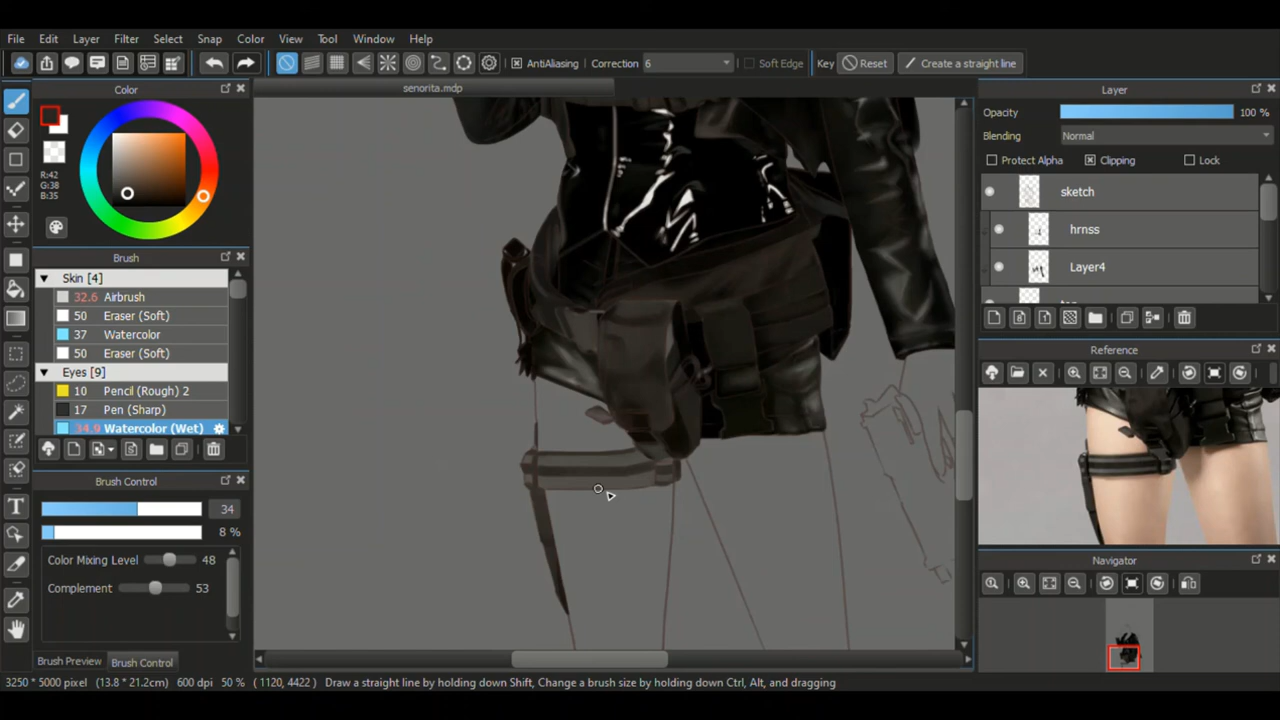 File Edit Layer Filter Select Snap Color View Tool Window Help
AntiAliasing Correction 6 Soft Edge Key Reset Create a straight line
Color
senorita.mdp
Layer
Opacity 100 %
Blending Normal
Protect Alpha Clipping Lock
R:42
G:38
B:35
sketch
hrnss
Layer4
Brush
Skin [4]
32.6 Airbrush
50 Eraser (Soft)
37 Watercolor
50 Eraser (Soft)
Eyes [9]
10 Pencil (Rough) 2
17 Pen (Sharp)
34.9 Watercolor (Wet)
Reference
Brush Control
34
8 %
Color Mixing Level 48
Complement 53
Navigator
Brush Preview Brush Control
3250 * 5000 pixel (13.8 * 21.2cm) 600 dpi 50 % ( 1120, 4422 ) Draw a straight line by holding down Shift, Change a brush size by holding down Ctrl, Alt, and dragging